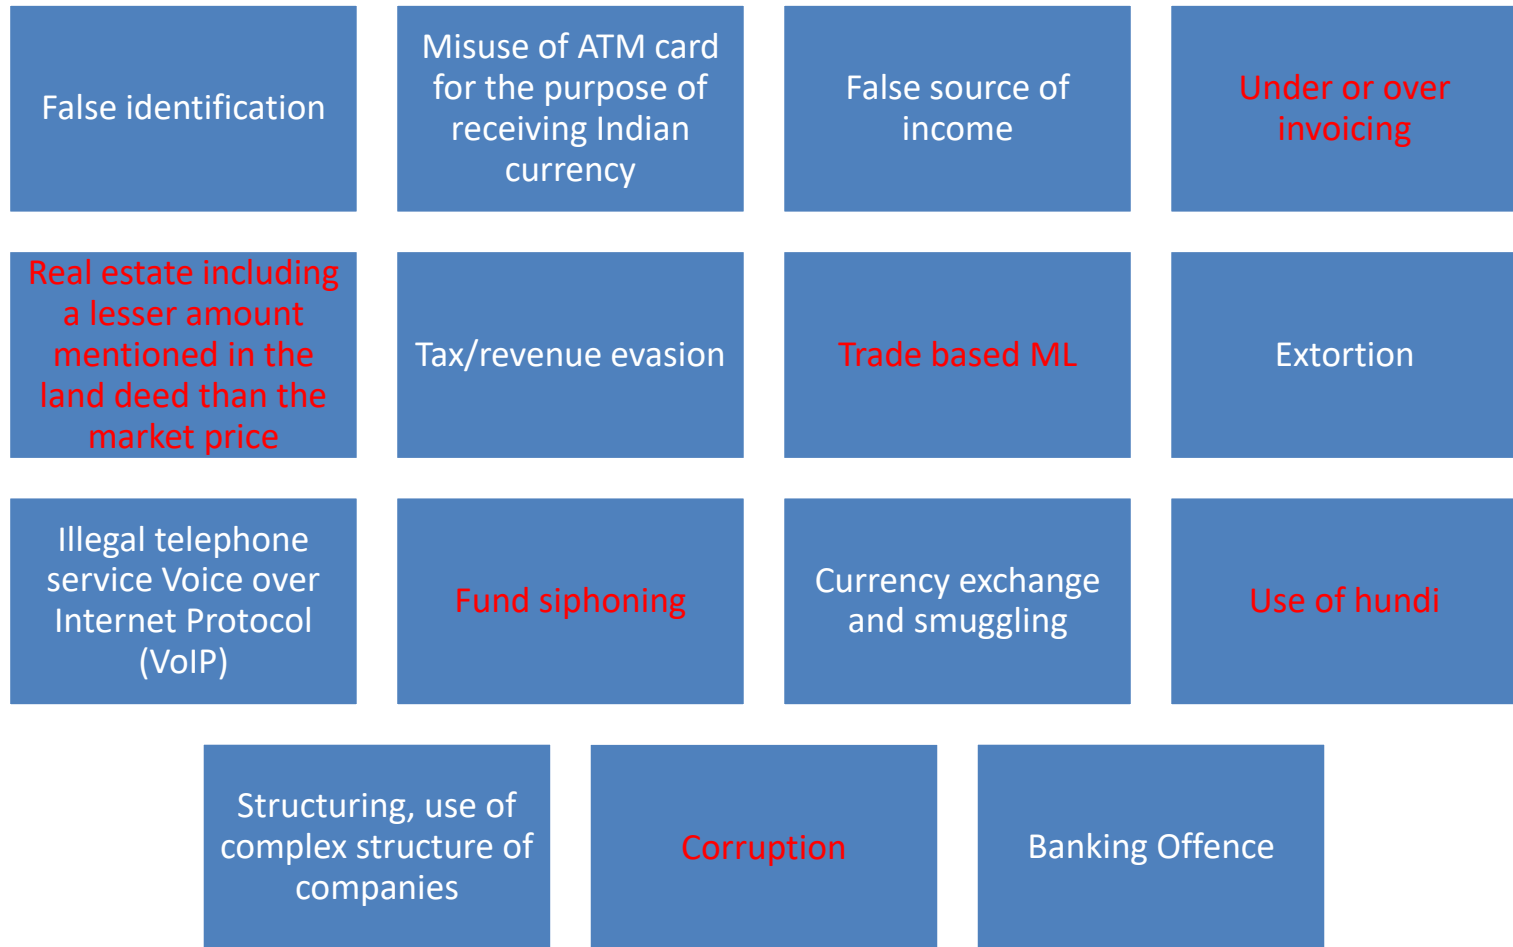 False identification
Misuse of ATM card
for the purpose of
receiving Indian
currency
False source of
income
Under or over
invoicing
Real estate including
a lesser amount
mentioned in the
land deed than the
market price
Tax/revenue evasion
Trade based ML
Extortion
Illegal telephone
service Voice over
Internet Protocol
(VoIP)
Fund siphoning
Currency exchange
and smuggling
Use of hundi
Structuring, use of
complex structure of
companies
Corruption
Banking Offence